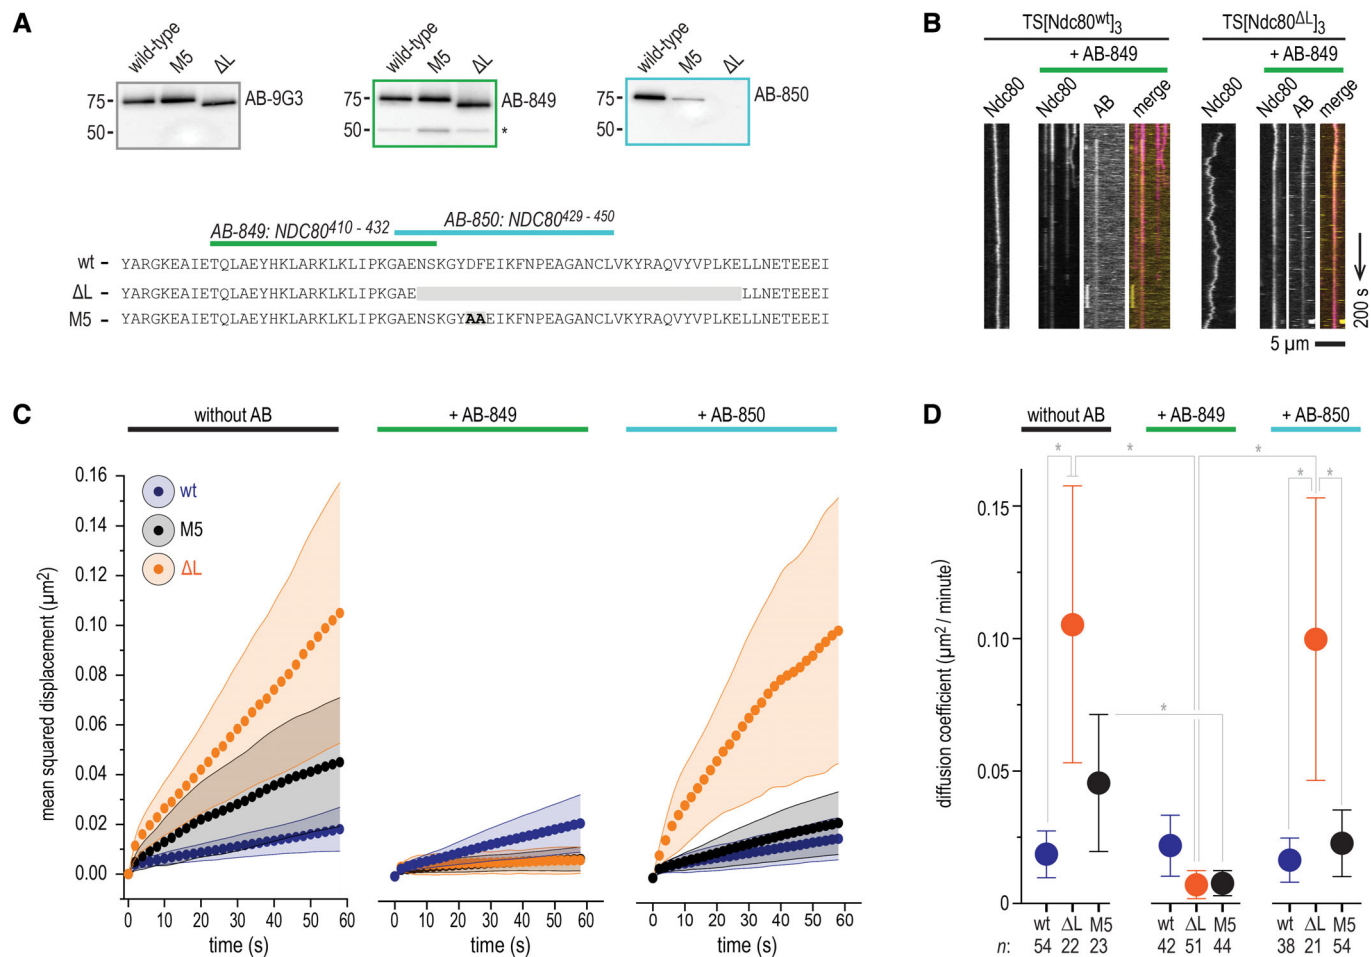 A
wild-type M5 ΔL
75-
50-
AB-9G3
wild-type M5 ΔL
75-
50-
AB-849
*
wild-type M5 ΔL
75-
50-
AB-850
AB-849: NDC80 410 - 432
AB-850: NDC80 429 - 450
wt – YARGKEAIETQLAEYHKLARKLKLIPKGAENSKGYDFEIKFNPEAGANCLVKYRAQVYVPLKELLNETEEEI
ΔL – YARGKEAIETQLAEYHKLARKLKLIPKGAE LLNETEEEI
M5 – YARGKEAIETQLAEYHKLARKLKLIPKGAENSKGYAAEIKFNPEAGANCLVKYRAQVYVPLKELLNETEEEI
B
TS[Ndc80wt]3
+ AB-849
Ndc80 Ndc80 AB merge
TS[Ndc80ΔL]3
+ AB-849
Ndc80 Ndc80 AB merge
200 s
5 µm
C
without AB
+ AB-849
+ AB-850
mean squared displacement (µm2)
0.16
0.14
0.12
0.10
0.08
0.06
0.04
0.02
0.00
wt
M5
ΔL
0 10 20 30 40 50 60
time (s)
0 10 20 30 40 50 60
time (s)
0 10 20 30 40 50 60
time (s)
D
without AB
+ AB-849
+ AB-850
* * * * * *
diffusion coefficient (µm2 / minute)
0.15
0.10
0.05
0
wt ΔL M5 wt ΔL M5 wt ΔL M5
n: 54 22 23 42 51 44 38 21 54